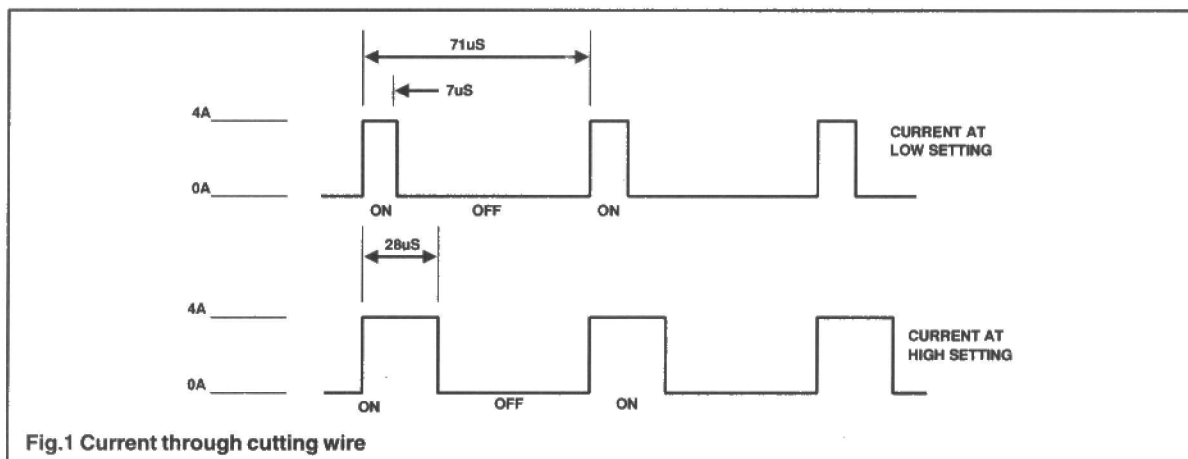 71uS
7uS
4A
CURRENT AT
LOW SETTING
0A
ON OFF ON
28uS
4A
CURRENT AT
HIGH SETTING
0A
ON OFF ON
Fig.1 Current through cutting wire